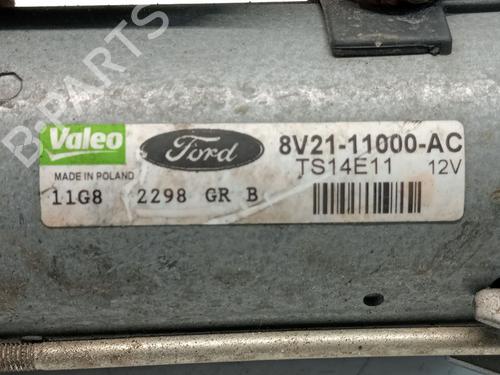 Valeo Ford 8V21-11000-AC
TS14E11 12V
MADE IN POLAND
11G8 2298 GR B
B-PARTS